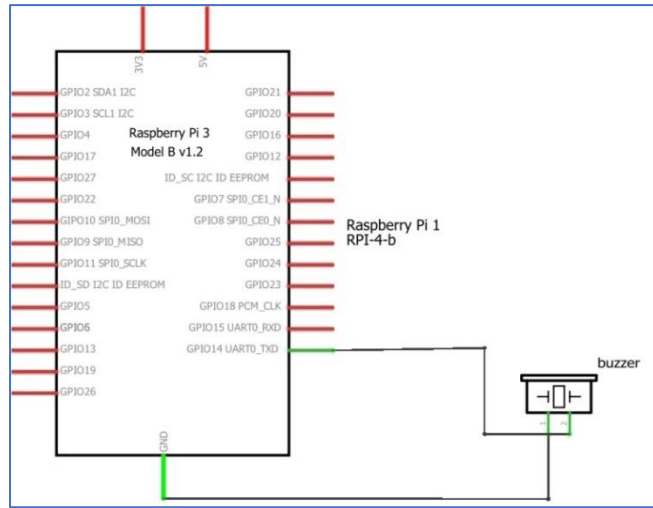 3V3
5V
GPIO2 SDA1 I2C
GPIO3 SCL1 I2C
GPIO4
GPIO17
GPIO27
GPIO22
GIPO10 SPI0_MOSI
GPIO9 SPI0_MISO
GPIO11 SPI0_SCLK
ID_SD I2C ID EEPROM
GPIO5
GPIO6
GPIO13
GPIO19
GPIO26
Raspberry Pi 3
Model B v1.2
GPIO21
GPIO20
GPIO16
GPIO12
ID_SC I2C ID EEPROM
GPIO7 SPI0_CE1_N
GPIO8 SPI0_CE0_N
GPIO25
GPIO24
GPIO23
GPIO18 PCM_CLK
GPIO15 UART0_RXD
GPIO14 UART0_TXD
GND
Raspberry Pi 1
RPI-4-b
buzzer
1
2